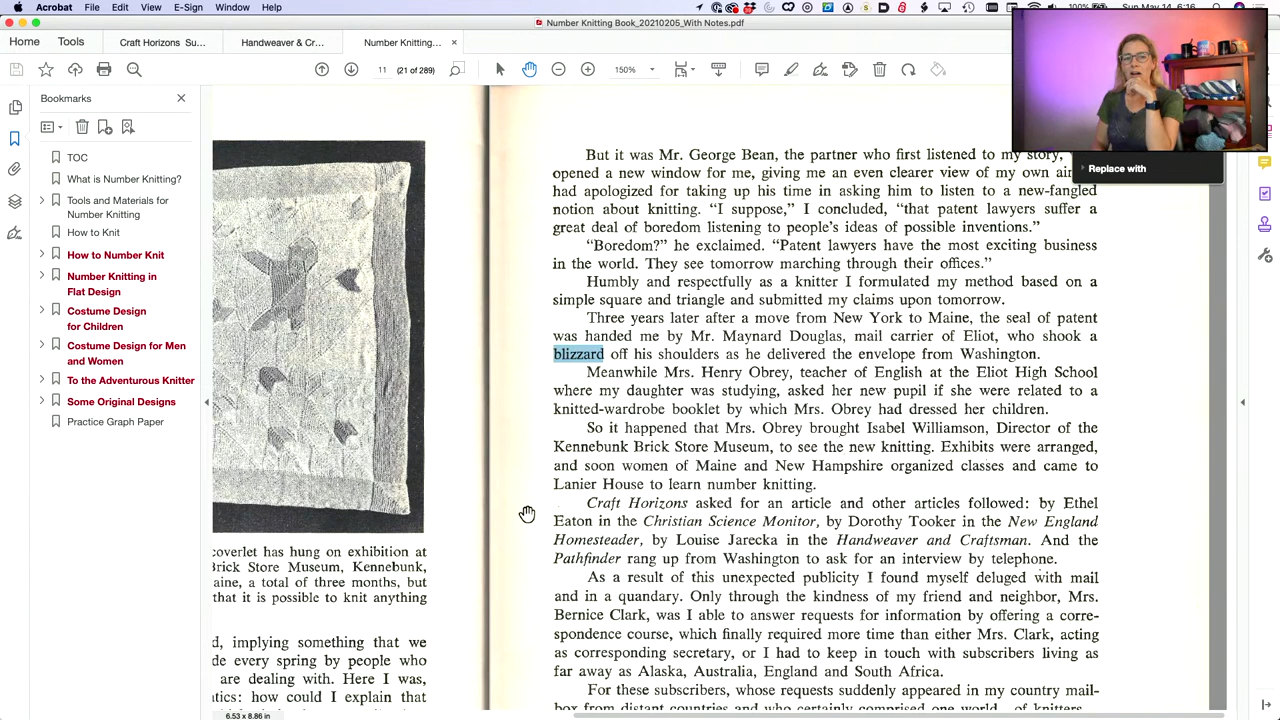 Acrobat File Edit View E-Sign Window Help 100% Sun May 14, 6:16
Number Knitting Book_20210205_With Notes.pdf
Home Tools Craft Horizons Su... Handweaver & Cr... Number Knitting...
11 (21 of 289) 150%
Bookmarks
TOC
What is Number Knitting?
Tools and Materials for
Number Knitting
How to Knit
How to Number Knit
Number Knitting in
Flat Design
Costume Design
for Children
Costume Design for Men
and Women
To the Adventurous Knitter
Some Original Designs
Practice Graph Paper
coverlet has hung on exhibition at
Brick Store Museum, Kennebunk,
aine, a total of three months, but
that it is possible to knit anything
d, implying something that we
de every spring by people who
are dealing with. Here I was,
tics: how could I explain that
6.53 x 8.86 in
Replace with
But it was Mr. George Bean, the partner who first listened to my story,
opened a new window for me, giving me an even clearer view of my own
had apologized for taking up his time in asking him to listen to a new-fangled
notion about knitting. “I suppose,” I concluded, “that patent lawyers suffer a
great deal of boredom listening to people’s ideas of possible inventions.”
“Boredom?” he exclaimed. “Patent lawyers have the most exciting business
in the world. They see tomorrow marching through their offices.”
Humbly and respectfully as a knitter I formulated my method based on a
simple square and triangle and submitted my claims upon tomorrow.
Three years later after a move from New York to Maine, the seal of patent
was handed me by Mr. Maynard Douglas, mail carrier of Eliot, who shook a
blizzard off his shoulders as he delivered the envelope from Washington.
Meanwhile Mrs. Henry Obrey, teacher of English at the Eliot High School
where my daughter was studying, asked her new pupil if she were related to a
knitted-wardrobe booklet by which Mrs. Obrey had dressed her children.
So it happened that Mrs. Obrey brought Isabel Williamson, Director of the
Kennebunk Brick Store Museum, to see the new knitting. Exhibits were arranged,
and soon women of Maine and New Hampshire organized classes and came to
Lanier House to learn number knitting.
Craft Horizons asked for an article and other articles followed: by Ethel
Eaton in the Christian Science Monitor, by Dorothy Tooker in the New England
Homesteader, by Louise Jarecka in the Handweaver and Craftsman. And the
Pathfinder rang up from Washington to ask for an interview by telephone.
As a result of this unexpected publicity I found myself deluged with mail
and in a quandary. Only through the kindness of my friend and neighbor, Mrs.
Bernice Clark, was I able to answer requests for information by offering a corre-
spondence course, which finally required more time than either Mrs. Clark, acting
as corresponding secretary, or I had to keep in touch with subscribers living as
far away as Alaska, Australia, England and South Africa.
For these subscribers, whose requests suddenly appeared in my country mail-
box from distant countries and who certainly comprised one world of knitters